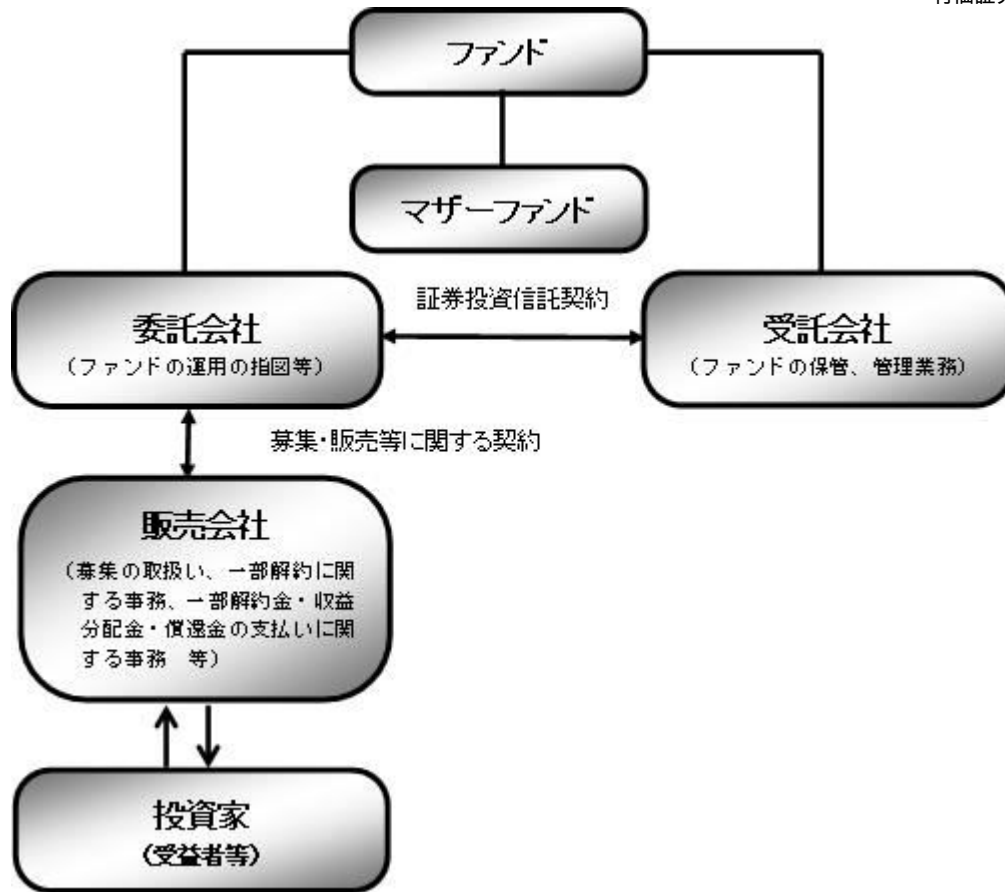 ファンド
マザーファンド
証券投資信託契約
委託会社
（ファンドの運用の指図等）
受託会社
（ファンドの保管、管理業務）
募集・販売等に関する契約
販売会社
（募集の取扱い、一部解約に関
する事務、一部解約金・収益
分配金・償還金の支払いに関
する事務　等）
投資家
（受益者等）